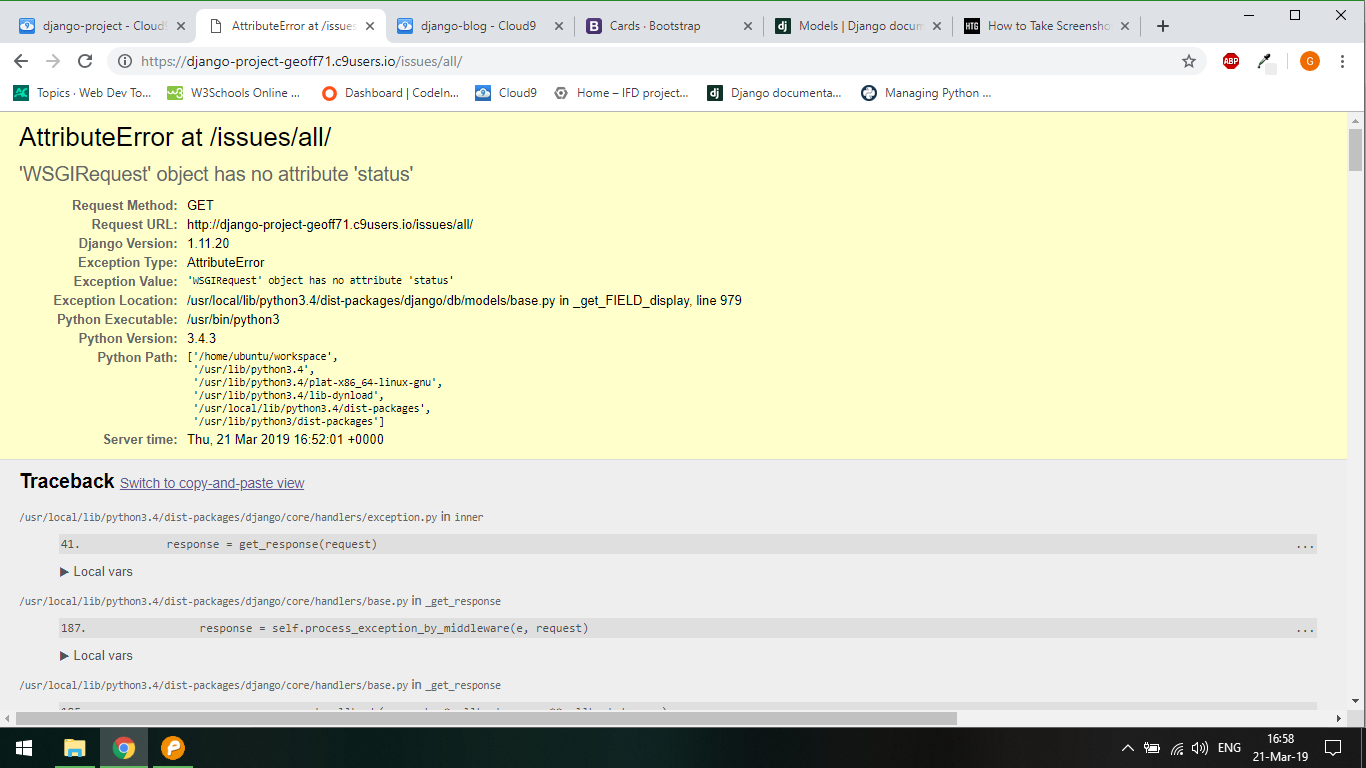 django-project - Cloud9
AttributeError at /issues
django-blog - Cloud9
B Cards · Bootstrap
dj Models | Django docum
HTG How to Take Screensho
https://django-project-geoff71.c9users.io/issues/all/
ABP
G
Topics · Web Dev To...
w3 W3Schools Online ...
Dashboard | CodeIn...
Cloud9
Home – IFD project...
dj Django documenta...
Managing Python ...
AttributeError at /issues/all/
'WSGIRequest' object has no attribute 'status'
Request Method: GET
Request URL: http://django-project-geoff71.c9users.io/issues/all/
Django Version: 1.11.20
Exception Type: AttributeError
Exception Value: 'WSGIRequest' object has no attribute 'status'
Exception Location: /usr/local/lib/python3.4/dist-packages/django/db/models/base.py in _get_FIELD_display, line 979
Python Executable: /usr/bin/python3
Python Version: 3.4.3
Python Path: ['/home/ubuntu/workspace',
'/usr/lib/python3.4',
'/usr/lib/python3.4/plat-x86_64-linux-gnu',
'/usr/lib/python3.4/lib-dynload',
'/usr/local/lib/python3.4/dist-packages',
'/usr/lib/python3/dist-packages']
Server time: Thu, 21 Mar 2019 16:52:01 +0000
Traceback Switch to copy-and-paste view
/usr/local/lib/python3.4/dist-packages/django/core/handlers/exception.py in inner
41. response = get_response(request) ...
▶ Local vars
/usr/local/lib/python3.4/dist-packages/django/core/handlers/base.py in _get_response
187. response = self.process_exception_by_middleware(e, request) ...
▶ Local vars
/usr/local/lib/python3.4/dist-packages/django/core/handlers/base.py in _get_response
ENG
16:58
21-Mar-19